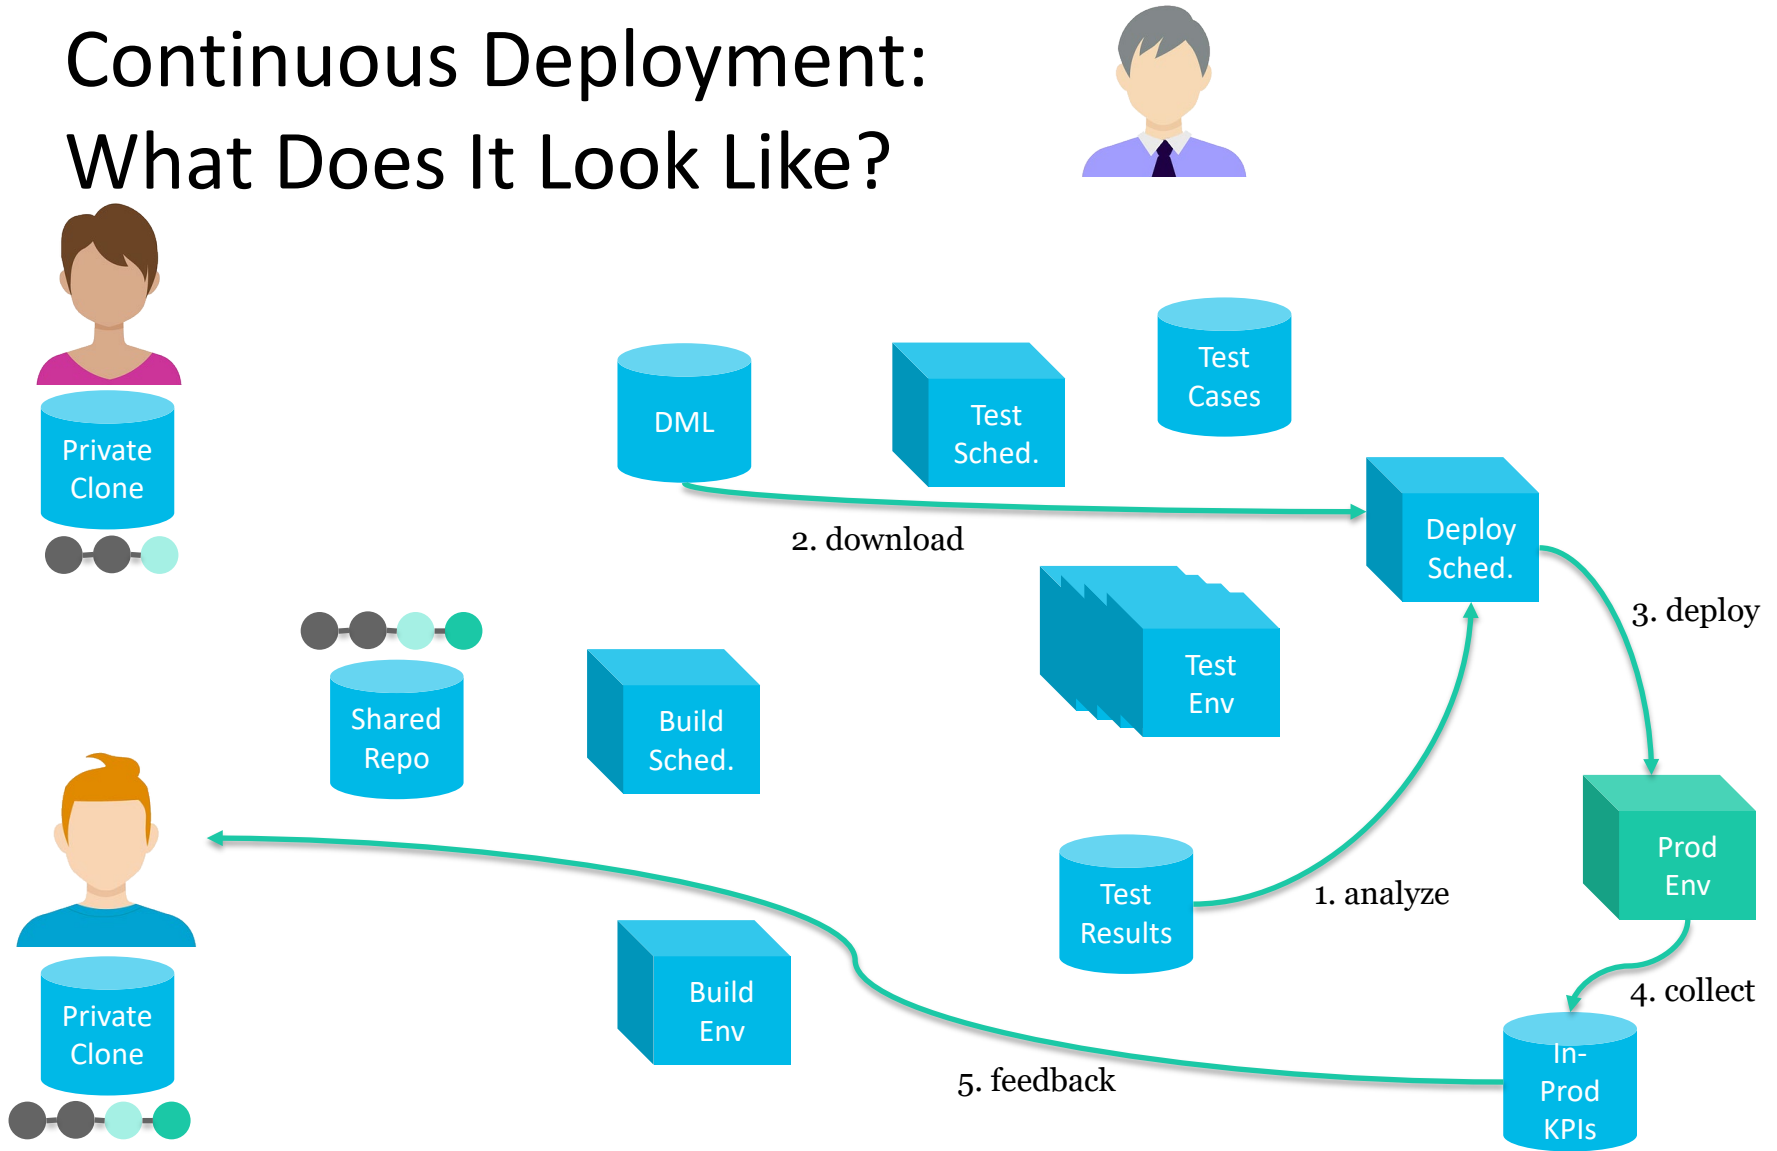 Continuous Deployment:
What Does It Look Like?
Private
Clone
DML
Test
Sched.
Test
Cases
2. download
Deploy
Sched.
3. deploy
Shared
Repo
Build
Sched.
Test
Env
Prod
Env
Test
Results
1. analyze
4. collect
Private
Clone
Build
Env
5. feedback
In-
Prod
KPIs